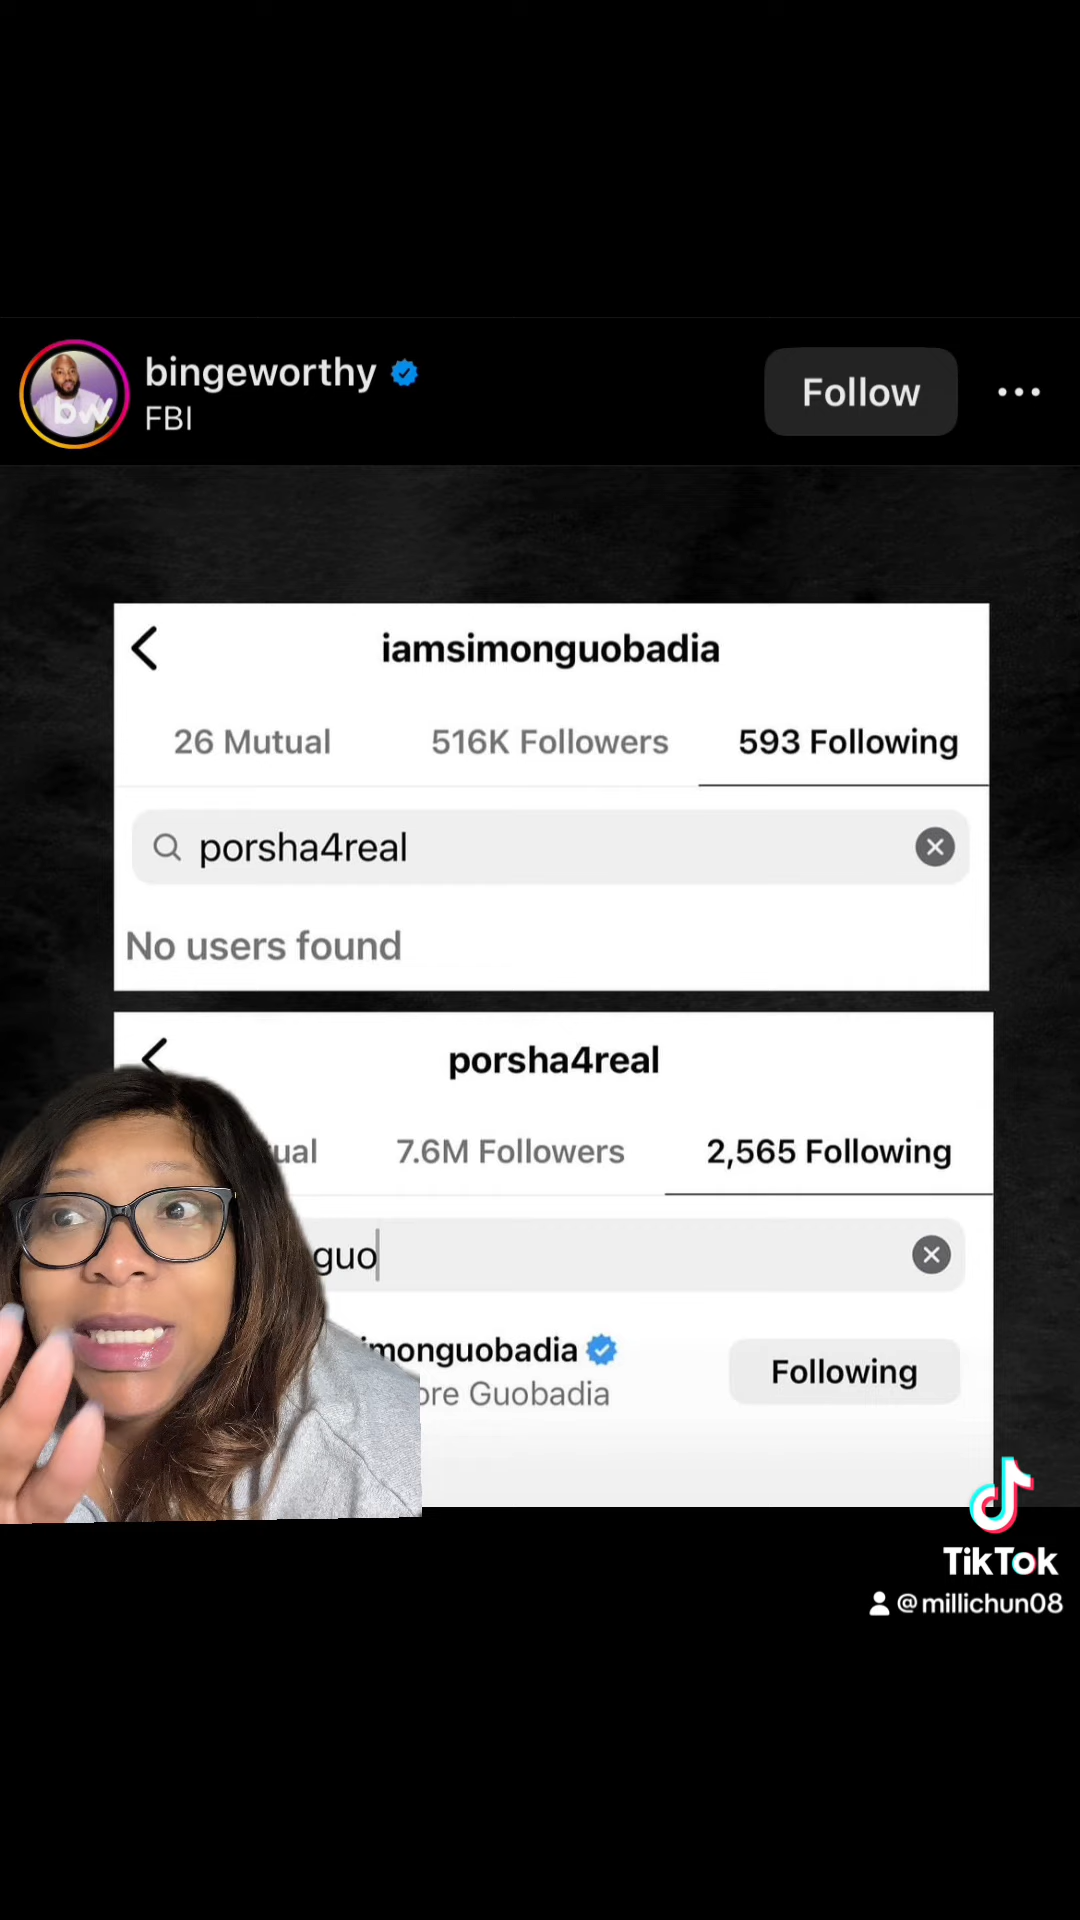 bingeworthy
FBI
Follow
bw
iamsimonguobadia
26 Mutual 516K Followers 593 Following
porsha4real
No users found
porsha4real
ual 7.6M Followers 2,565 Following
guo
monguobadia
ore Guobadia
Following
TikTok
@millichun08